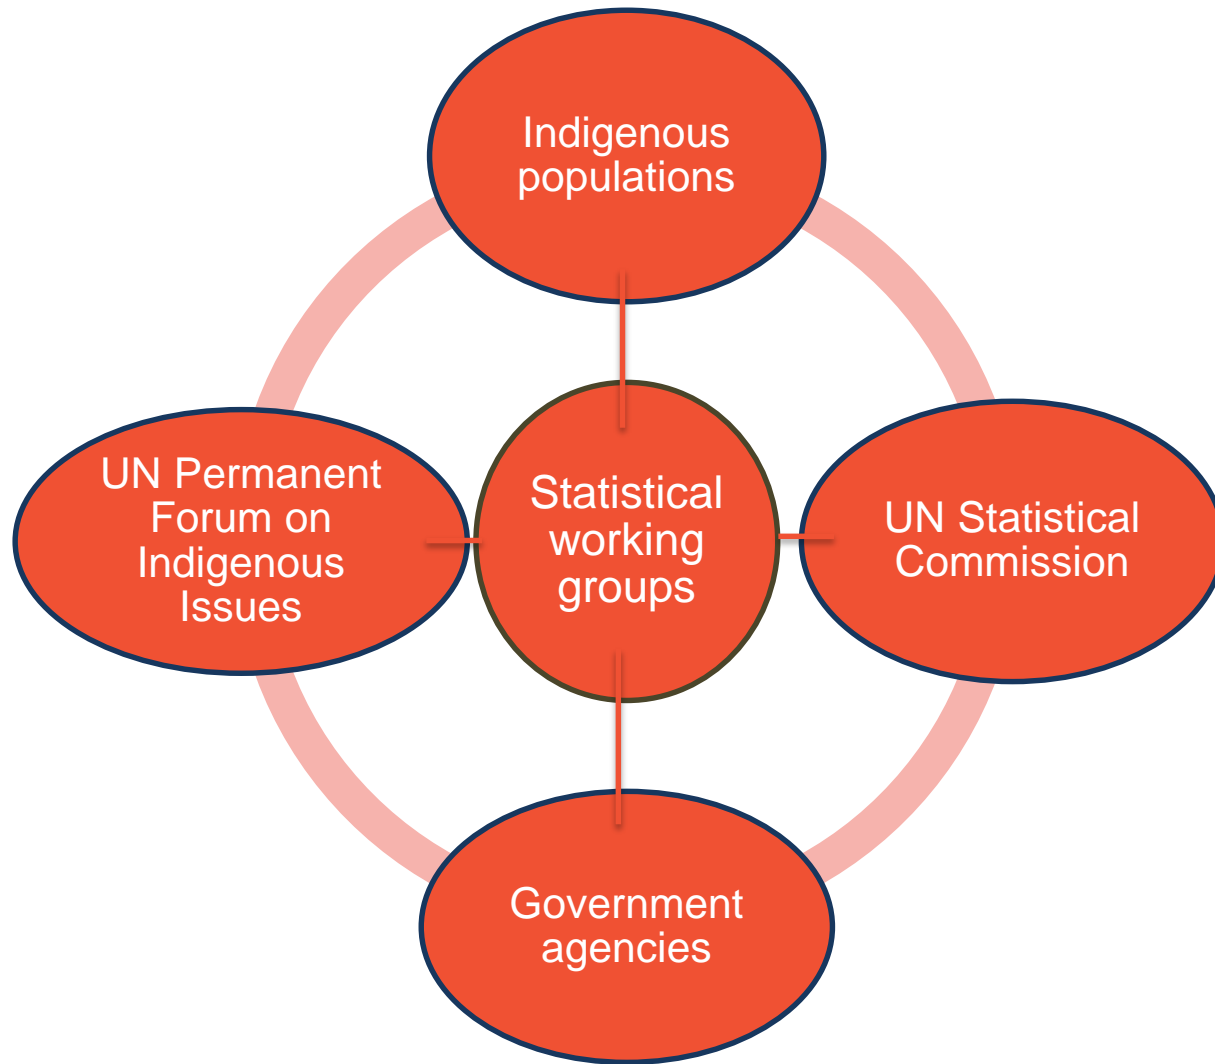 Indigenous
populations
UN Permanent
Forum on
Indigenous
Issues
Statistical
working
groups
UN Statistical
Commission
Government
agencies